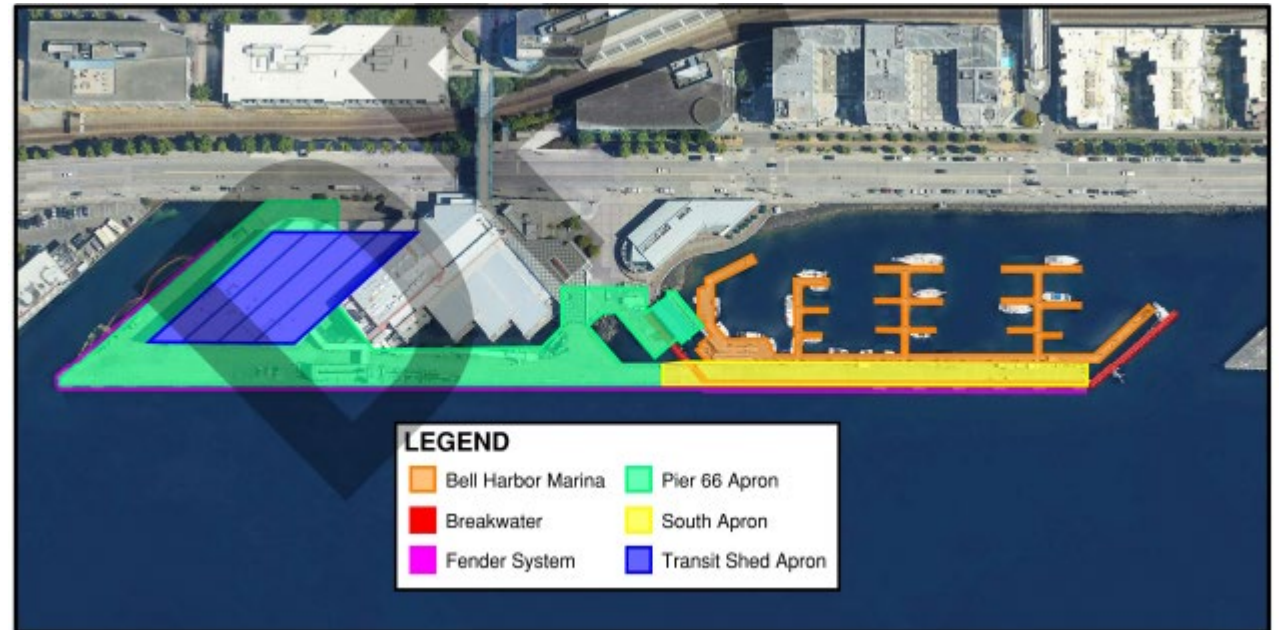 LEGEND
Bell Harbor Marina
Pier 66 Apron
Breakwater
South Apron
Fender System
Transit Shed Apron